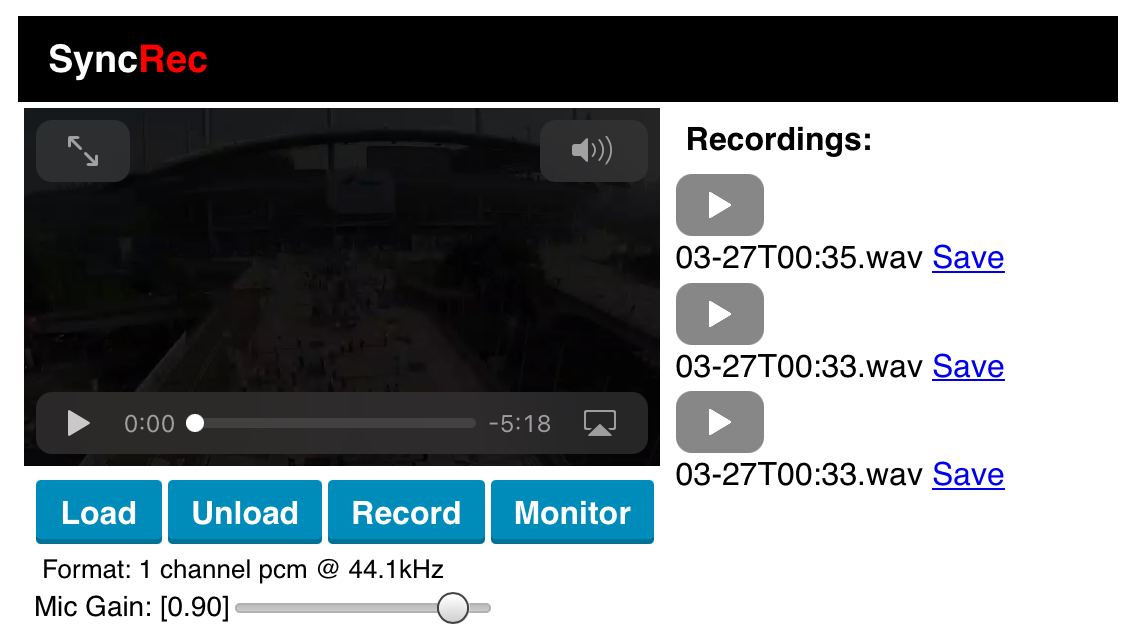 SyncRec
0:00 -5:18
Load Unload Record Monitor
Format: 1 channel pcm @ 44.1kHz
Mic Gain: [0.90]
Recordings:
03-27T00:35.wav Save
03-27T00:33.wav Save
03-27T00:33.wav Save